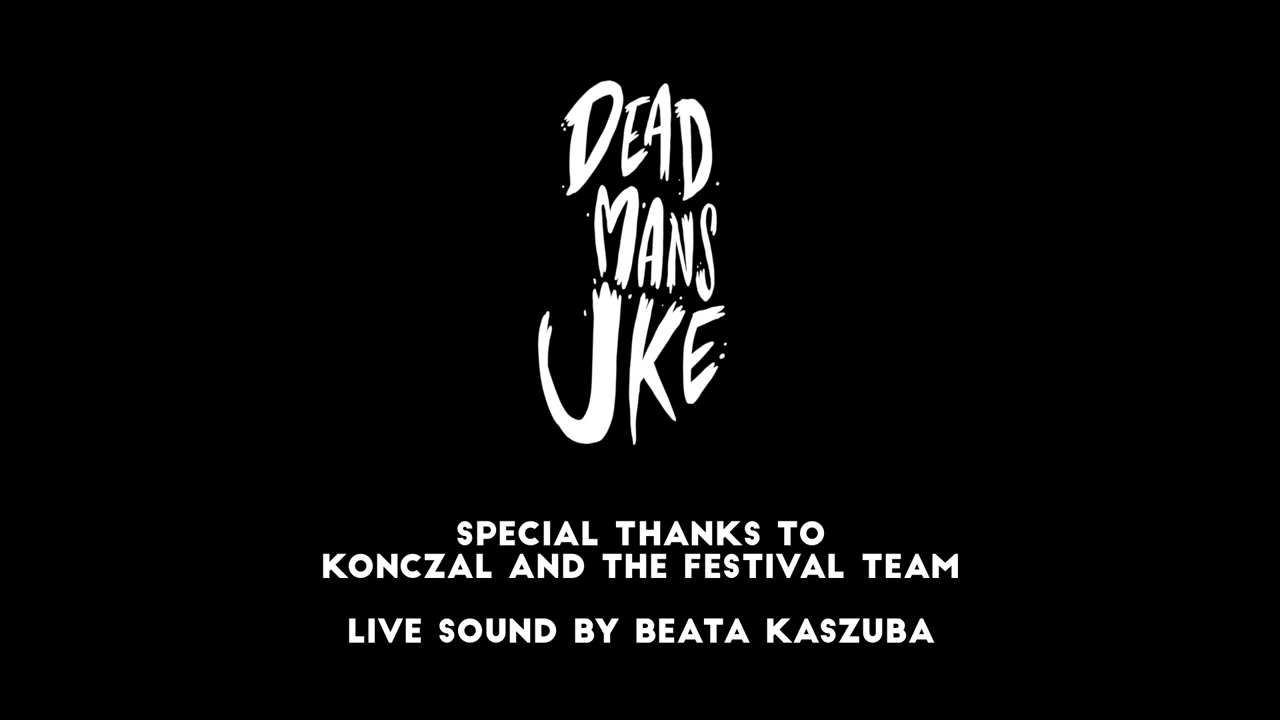 DEAD
MANS
UKE
SPECIAL THANKS TO
KONCZAL AND THE FESTIVAL TEAM
LIVE SOUND BY BEATA KASZUBA